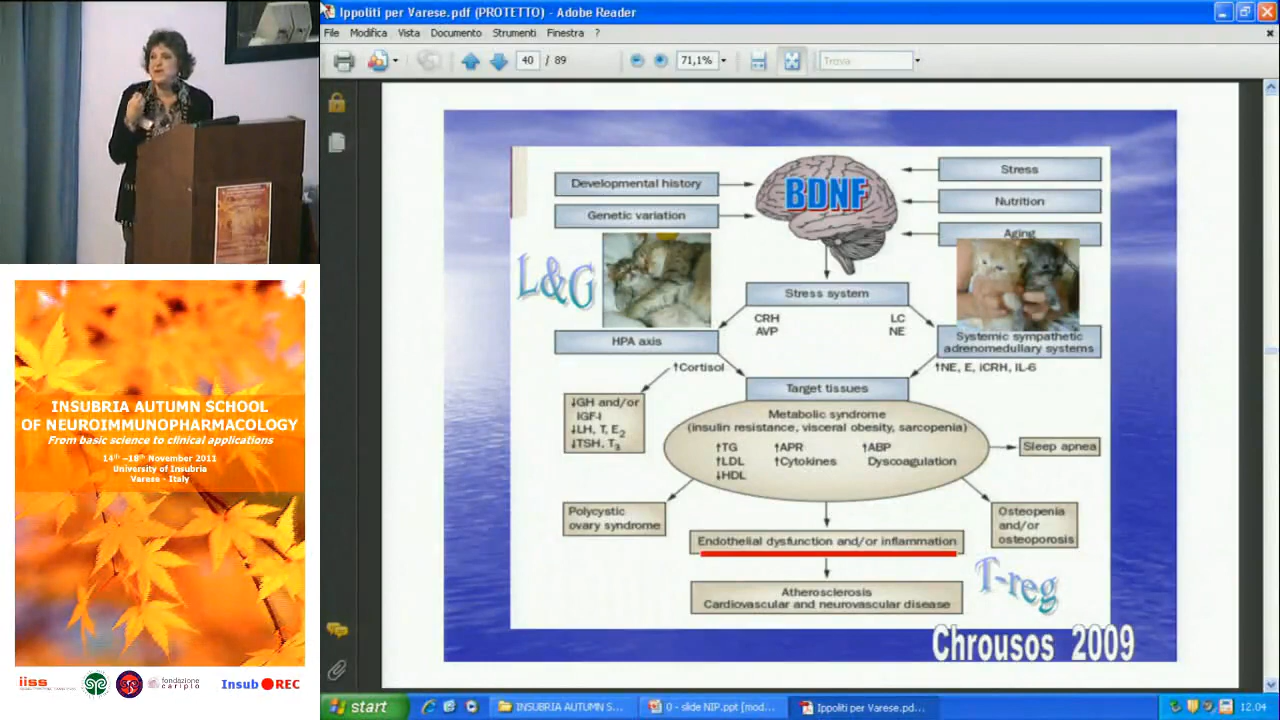 Ippoliti per Varese.pdf (PROTETTO) - Adobe Reader
File Modifica Vista Documento Strumenti Finestra ?
40 / 89 71,1% Trova
Developmental history
Genetic variation
BDNF
Stress
Nutrition
Aging
L&G
Stress system
CRH
AVP
LC
NE
HPA axis
Systemic sympathetic
adrenomedullary systems
↑Cortisol
↑NE, E, iCRH, IL-6
Target tissues
↓GH and/or
IGF-I
↓LH, T, E2
↓TSH, T3
Metabolic syndrome
(insulin resistance, visceral obesity, sarcopenia)
↑TG ↑APR ↑ABP
↑LDL ↑Cytokines Dyscoagulation
↓HDL
Sleep apnea
Polycystic
ovary syndrome
Osteopenia
and/or
osteoporosis
Endothelial dysfunction and/or inflammation
T-reg
Atherosclerosis
Cardiovascular and neurovascular disease
Chrousos 2009
INSUBRIA AUTUMN SCHOOL
OF NEUROIMMUNOPHARMACOLOGY
From basic science to clinical applications
14th -18th November 2011
University of Insubria
Varese - Italy
iiss
fondazione
cariplo
Insub REC
start
INSUBRIA AUTUMN S...
0 - slide NIP.ppt [mod...
Ippoliti per Varese.pd...
12.04